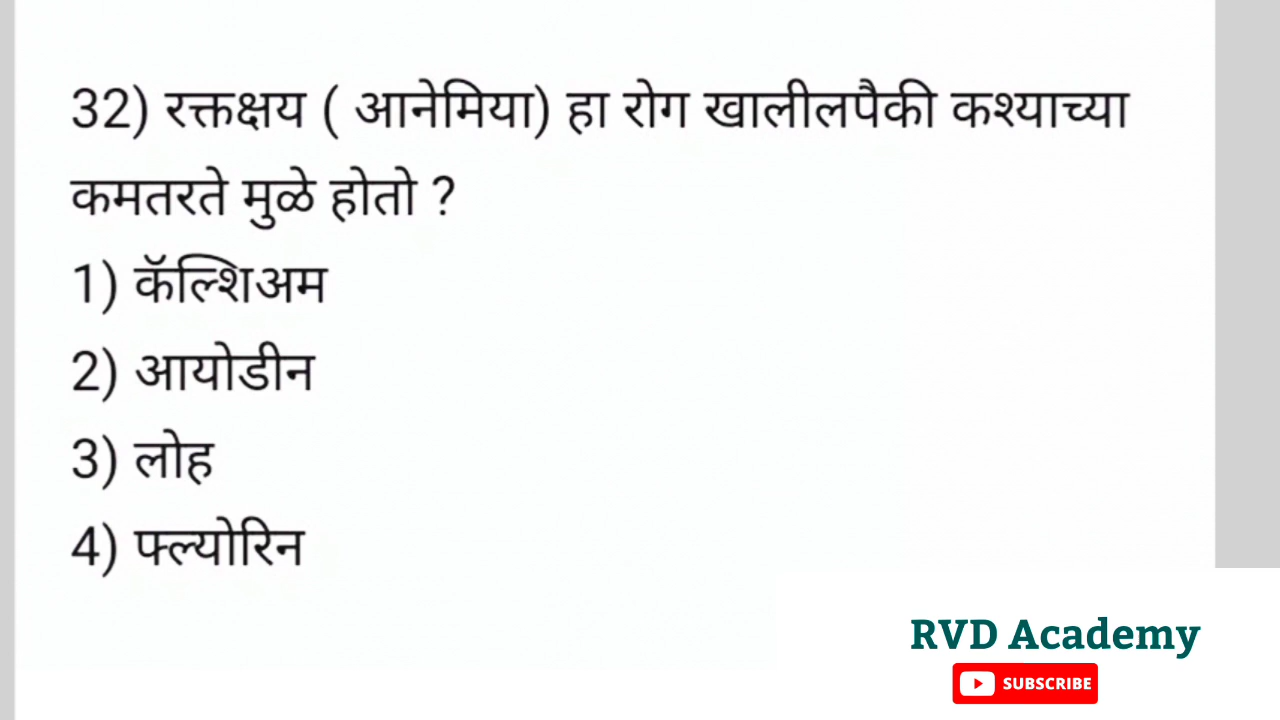 32) रक्तक्षय ( आनेमिया) हा रोग खालीलपैकी कश्याच्या
कमतरते मुळे होतो ?
1) कॅल्शिअम
2) आयोडीन
3) लोह
4) फ्ल्योरिन
RVD Academy
SUBSCRIBE